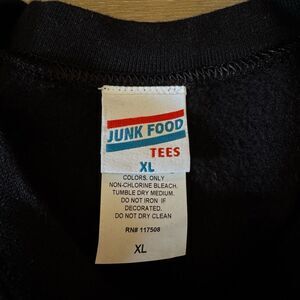 JUNK FOOD
TEES
XL
COLORS. ONLY
NON-CHLORINE BLEACH.
TUMBLE DRY MEDIUM.
DO NOT IRON IF
DECORATED.
DO NOT DRY CLEAN
RN# 117508
XL